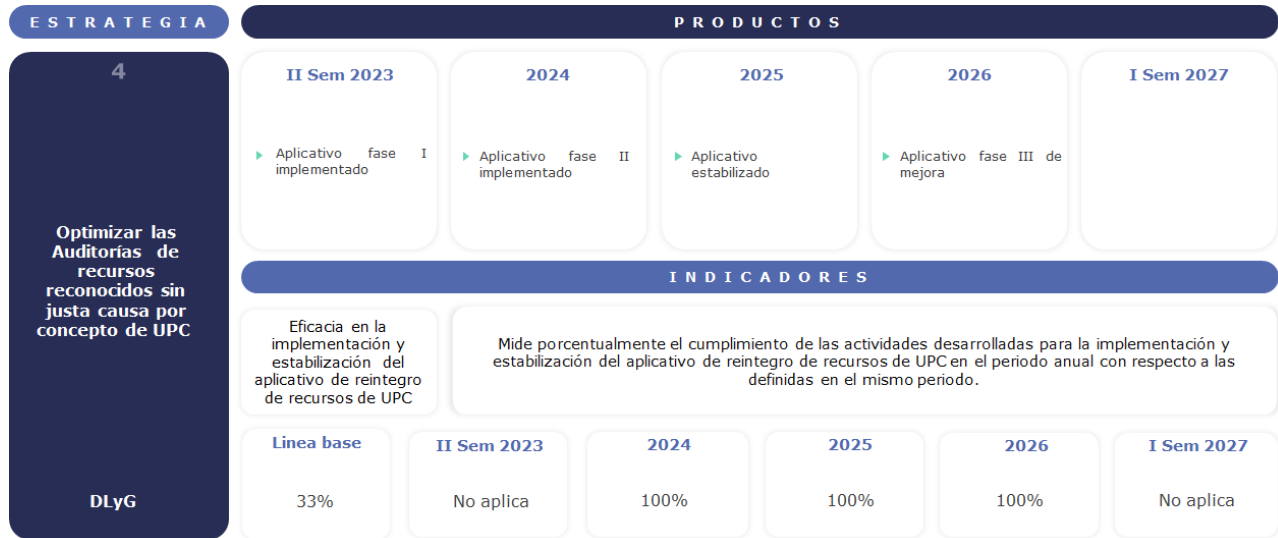 ESTRATEGIA
PRODUCTOS
4
Optimizar las
Auditorías de
recursos
reconocidos sin
justa causa por
concepto de UPC
DLyG
II Sem 2023
Aplicativo fase I
implementado
2024
Aplicativo fase II
implementado
2025
Aplicativo
estabilizado
2026
Aplicativo fase III de
mejora
I Sem 2027
INDICADORES
Eficacia en la
implementación y
estabilización del
aplicativo de reintegro
de recursos de UPC
Mide porcentualmente el cumplimiento de las actividades desarrolladas para la implementación y
estabilización del aplicativo de reintegro de recursos de UPC en el periodo anual con respecto a las
definidas en el mismo periodo.
Linea base
33%
II Sem 2023
No aplica
2024
100%
2025
100%
2026
100%
I Sem 2027
No aplica